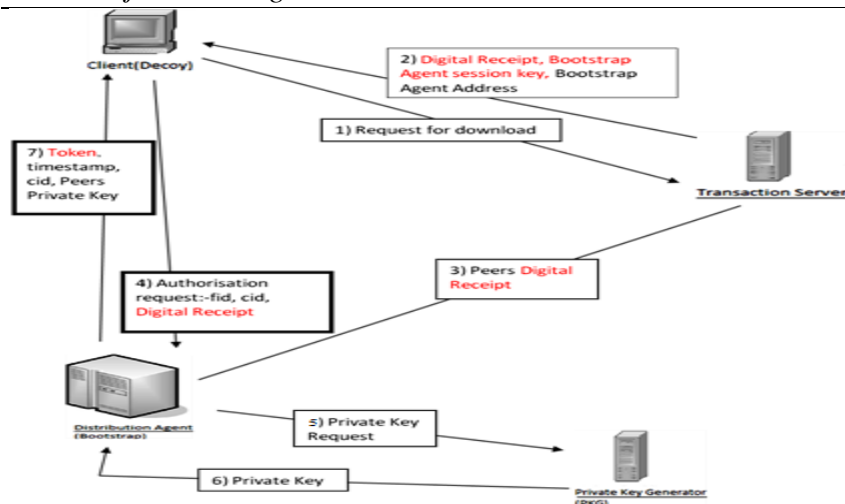 Client(Decoy)
2) Digital Receipt, Bootstrap
Agent session key, Bootstrap
Agent Address
1) Request for download
7) Token,
timestamp,
cid, Peers
Private Key
Transaction Server
3) Peers Digital
Receipt
4) Authorisation
request:-fid, cid,
Digital Receipt
Distribution Agent
(Bootstrap)
5) Private Key
Request
6) Private Key
Private Key Generator
(PKG)